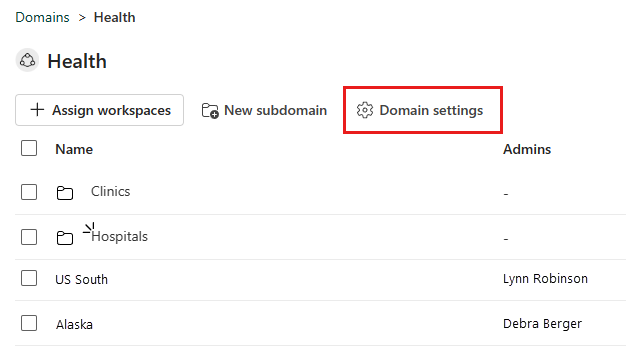 Domains > Health
Health
Assign workspaces New subdomain Domain settings
Name Admins
Clinics -
Hospitals -
US South Lynn Robinson
Alaska Debra Berger